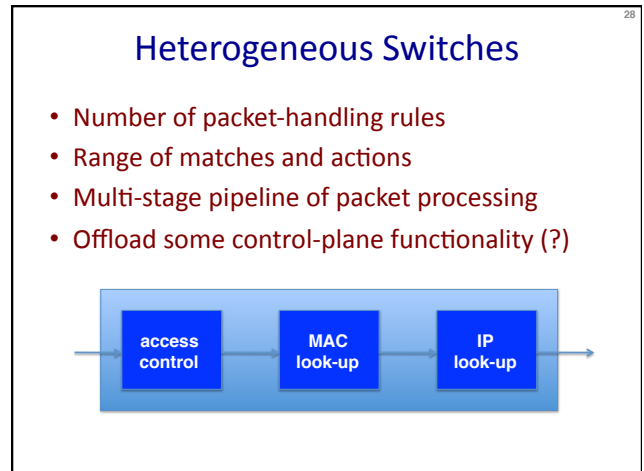 28
Heterogeneous Switches
• Number of packet-handling rules
• Range of matches and actions
• Multi-stage pipeline of packet processing
• Offload some control-plane functionality (?)
access
control
MAC
look-up
IP
look-up